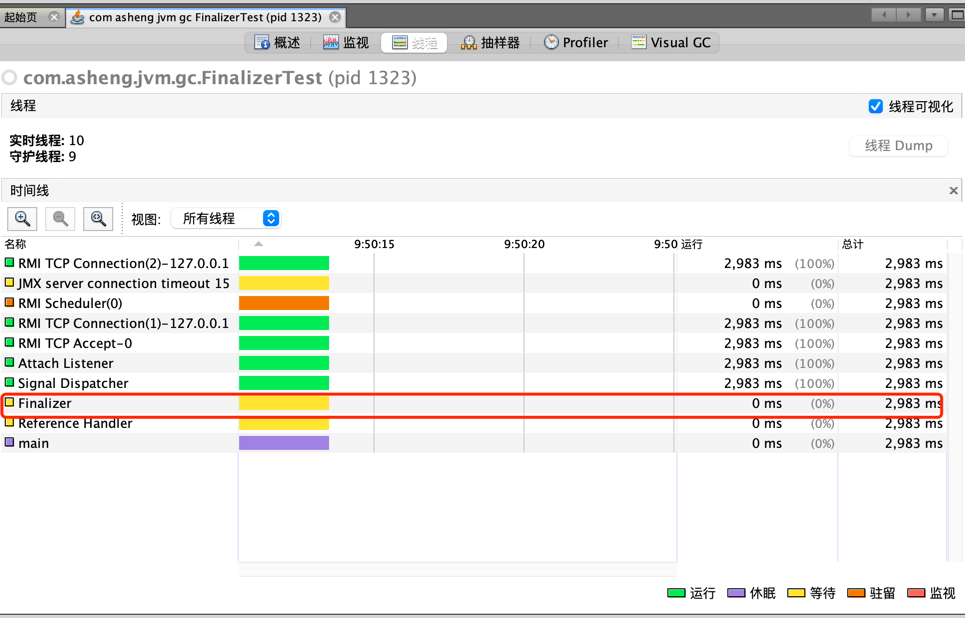 起始页 com asheng jvm gc FinalizerTest (pid 1323)
概述 监视 线程 抽样器 Profiler Visual GC
com.asheng.jvm.gc.FinalizerTest (pid 1323)
线程 线程可视化
实时线程: 10
守护线程: 9
线程 Dump
时间线
视图: 所有线程
名称 9:50:15 9:50:20 9:50 运行 总计
RMI TCP Connection(2)-127.0.0.1 2,983 ms (100%) 2,983 ms
JMX server connection timeout 15 0 ms (0%) 2,983 ms
RMI Scheduler(0) 0 ms (0%) 2,983 ms
RMI TCP Connection(1)-127.0.0.1 2,983 ms (100%) 2,983 ms
RMI TCP Accept-0 2,983 ms (100%) 2,983 ms
Attach Listener 2,983 ms (100%) 2,983 ms
Signal Dispatcher 2,983 ms (100%) 2,983 ms
Finalizer 0 ms (0%) 2,983 ms
Reference Handler 0 ms (0%) 2,983 ms
main 0 ms (0%) 2,983 ms
运行 休眠 等待 驻留 监视